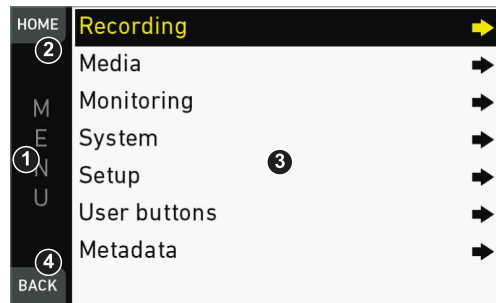 HOME
2
M
E
N
U
1
4
BACK
Recording
Media
Monitoring
System
3
Setup
User buttons
Metadata